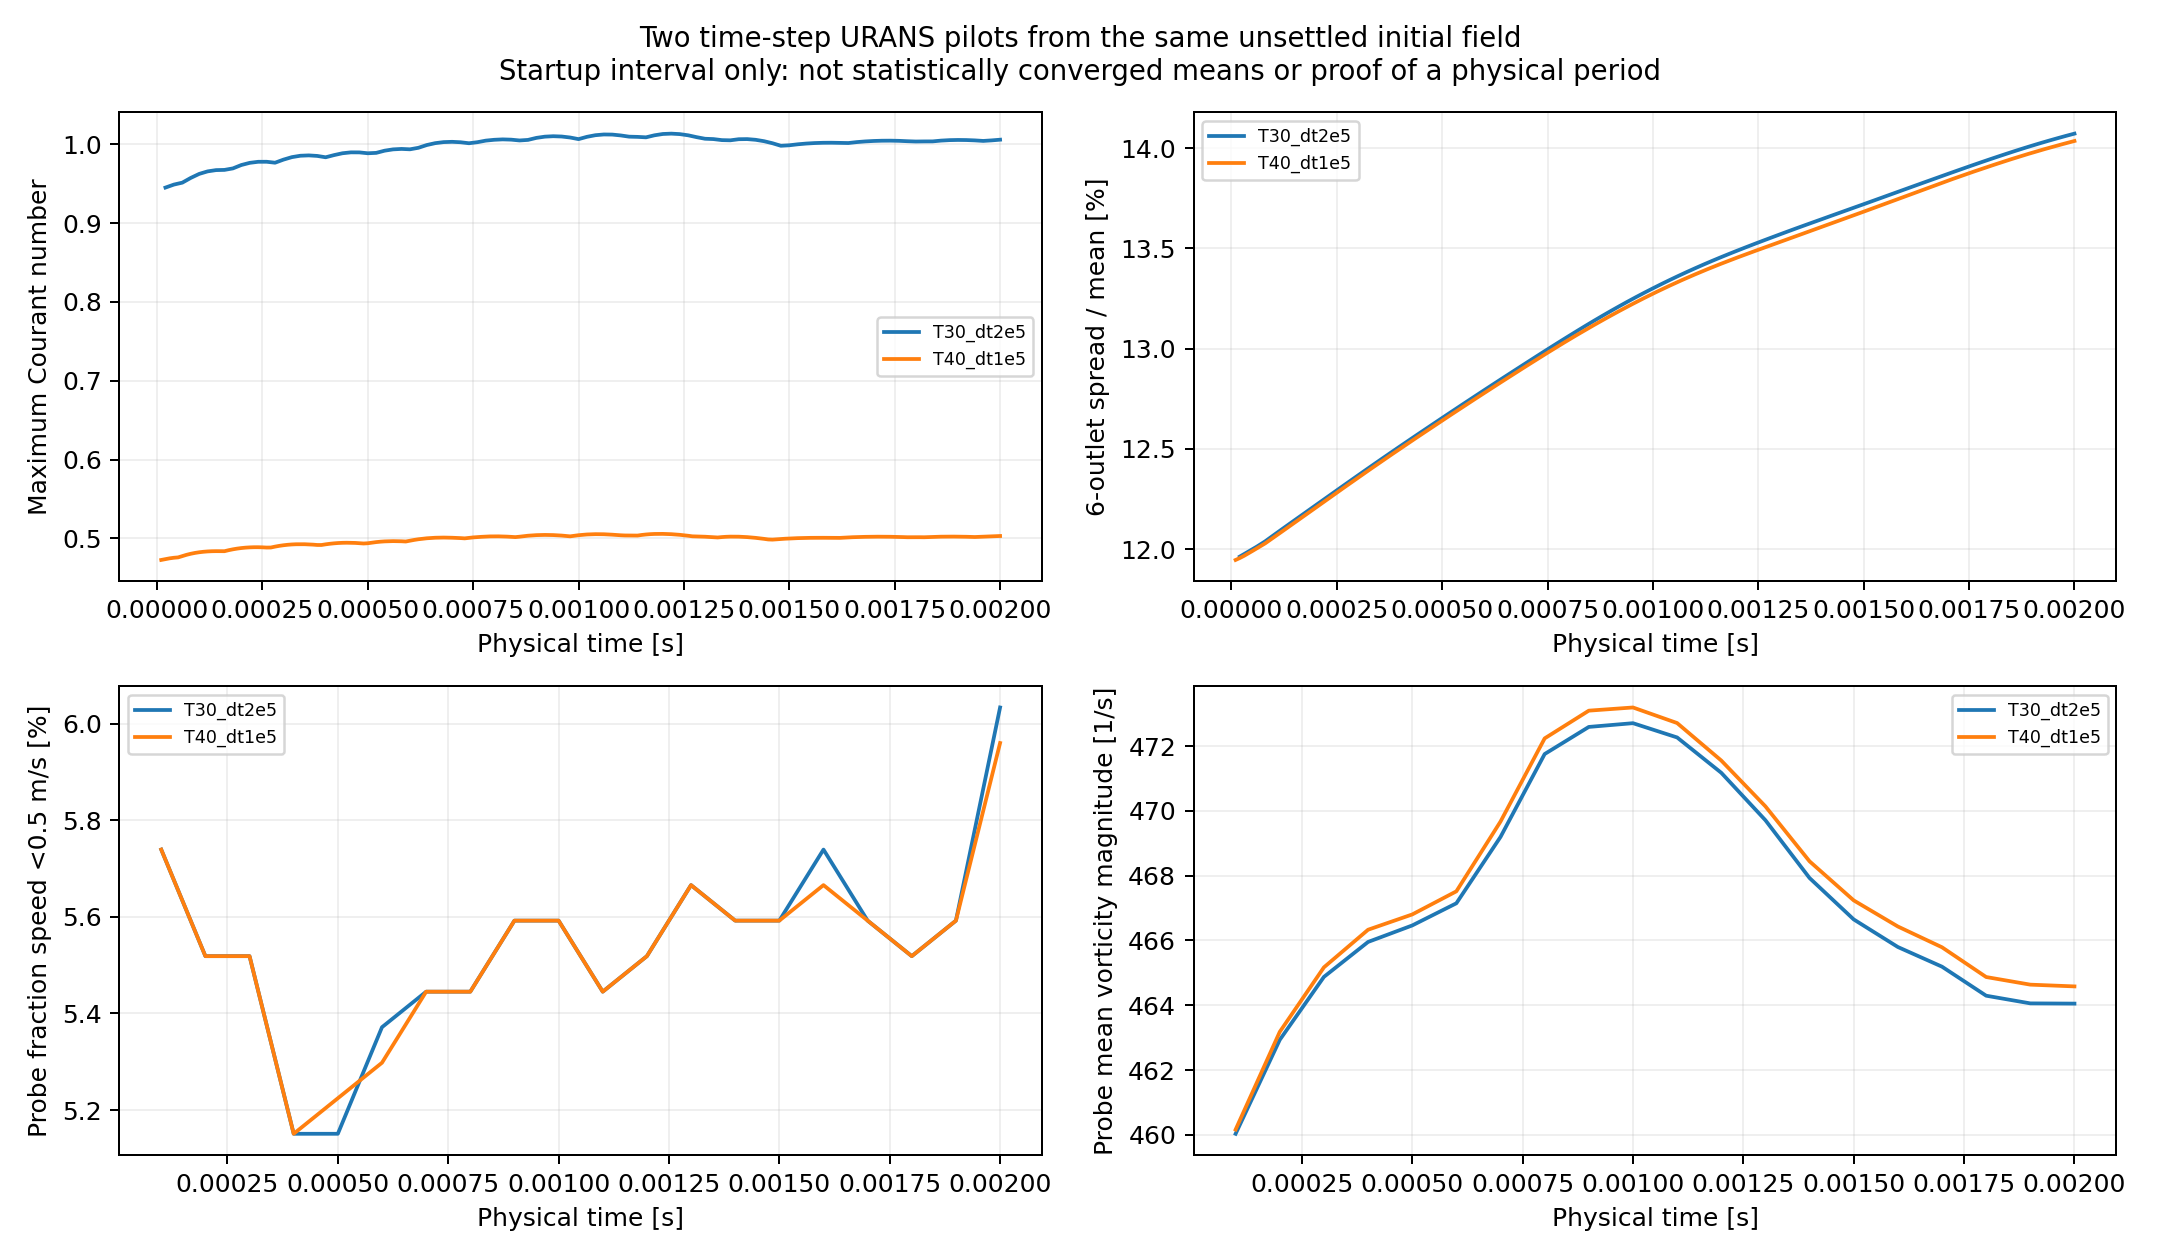 Two time-step URANS pilots from the same unsettled initial field
Startup interval only: not statistically converged means or proof of a physical period
Maximum Courant number
1.0
0.9
0.8
0.7
0.6
0.5
T30_dt2e5
T40_dt1e5
0.00000 0.00025 0.00050 0.00075 0.00100 0.00125 0.00150 0.00175 0.00200
Physical time [s]
6-outlet spread / mean [%]
14.0
13.5
13.0
12.5
12.0
T30_dt2e5
T40_dt1e5
0.00000 0.00025 0.00050 0.00075 0.00100 0.00125 0.00150 0.00175 0.00200
Physical time [s]
Probe fraction speed <0.5 m/s [%]
6.0
5.8
5.6
5.4
5.2
T30_dt2e5
T40_dt1e5
0.00025 0.00050 0.00075 0.00100 0.00125 0.00150 0.00175 0.00200
Physical time [s]
Probe mean vorticity magnitude [1/s]
472
470
468
466
464
462
460
T30_dt2e5
T40_dt1e5
0.00025 0.00050 0.00075 0.00100 0.00125 0.00150 0.00175 0.00200
Physical time [s]